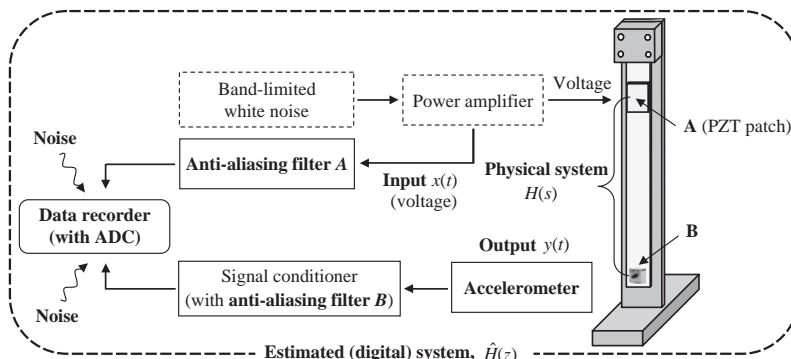 Band-limited
white noise
Power amplifier
Voltage
A (PZT patch)
Noise
Anti-aliasing filter A
Input x(t)
(voltage)
Physical system
H(s)
Data recorder
(with ADC)
B
Output y(t)
Signal conditioner
(with anti-aliasing filter B)
Accelerometer
Noise
Estimated (digital) system, Ĥ(z)